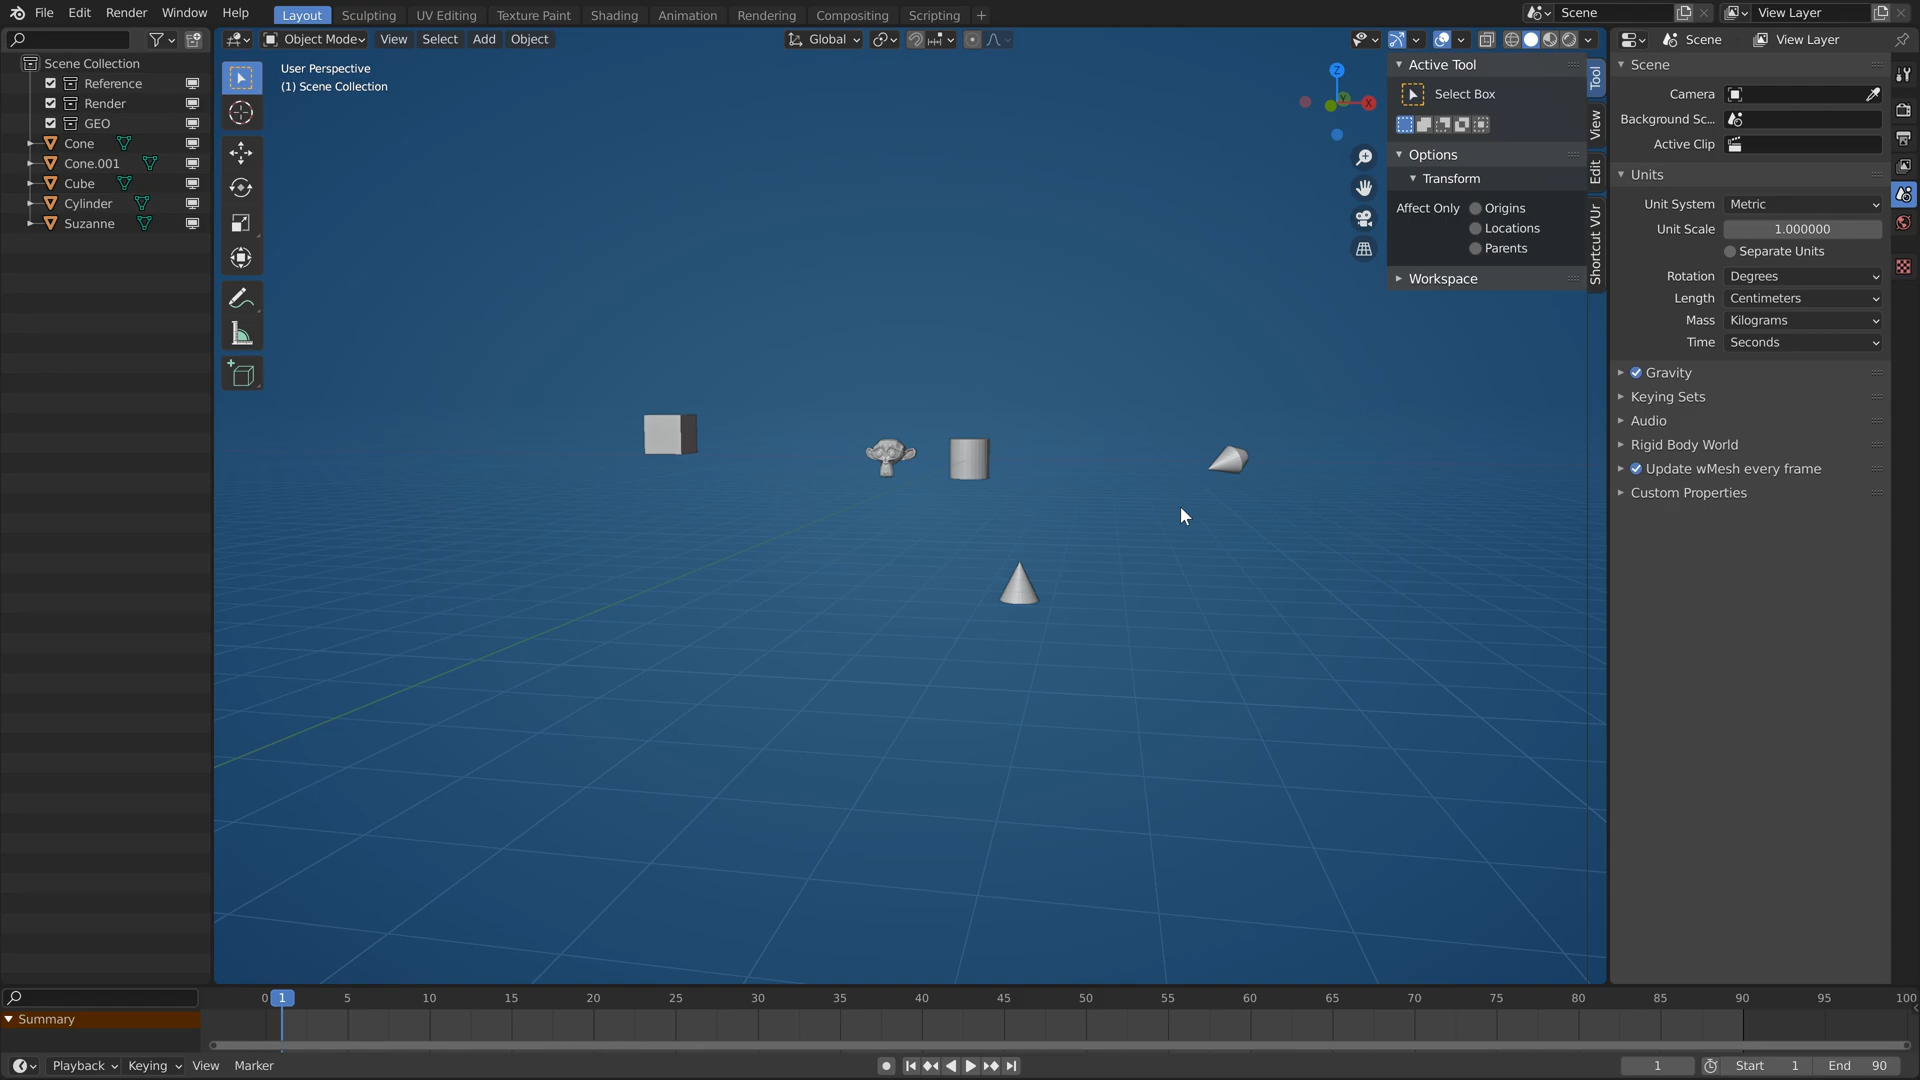 File Edit Render Window Help Layout Sculpting UV Editing Texture Paint Shading Animation Rendering Compositing Scripting + Scene View Layer
Object Mode View Select Add Object Global Scene View Layer
Scene Collection
Reference
Render
GEO
Cone
Cone.001
Cube
Cylinder
Suzanne
User Perspective
(1) Scene Collection
Z
Y
X
Active Tool
Select Box
Options
Transform
Affect Only Origins
Locations
Parents
Workspace
Tool
View
Edit
Shortcut VUr
Scene
Camera
Background Sc...
Active Clip
Units
Unit System Metric
Unit Scale 1.000000
Separate Units
Rotation Degrees
Length Centimeters
Mass Kilograms
Time Seconds
Gravity
Keying Sets
Audio
Rigid Body World
Update wMesh every frame
Custom Properties
0 1 5 10 15 20 25 30 35 40 45 50 55 60 65 70 75 80 85 90 95 100
Summary
Playback Keying View Marker 1 Start 1 End 90